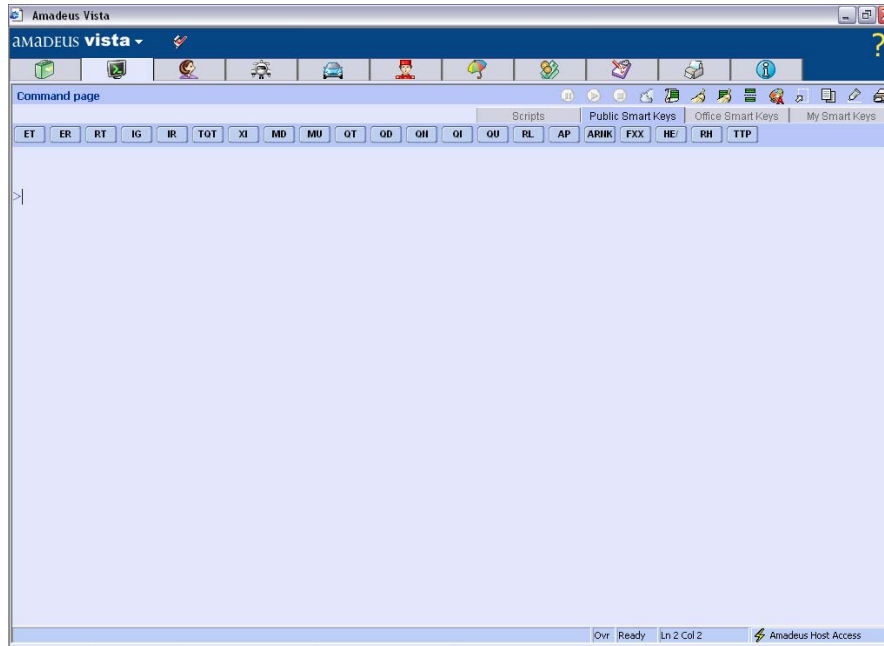 Amadeus Vista
amadeus vista
?
Command page
Scripts Public Smart Keys Office Smart Keys My Smart Keys
ET ER RT IG IR TQT XI MD MU QT QD QN QI QU RL AP ARNK FXX HE/ RH TTP
>
Ovr Ready Ln 2 Col 2 Amadeus Host Access